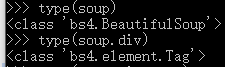 >>> type(soup)
<class 'bs4.BeautifulSoup'>
>>> type(soup.div)
<class 'bs4.element.Tag'>